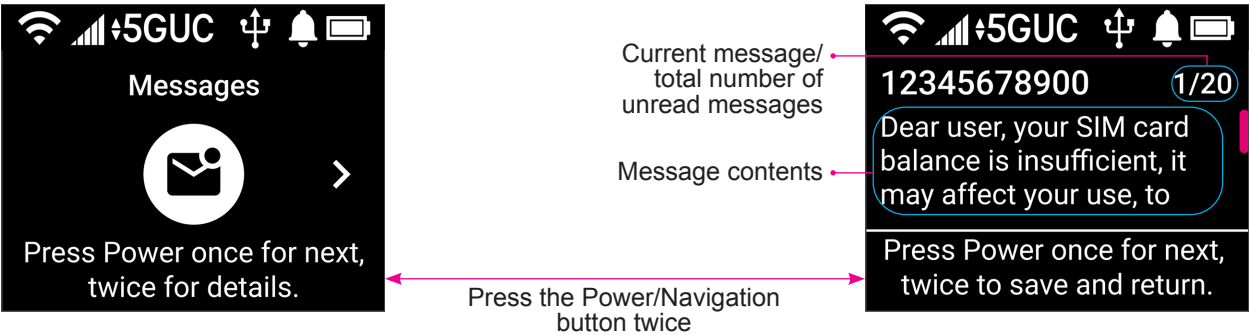 5GUC
Messages
Press Power once for next,
twice for details.
Current message/
total number of
unread messages
Message contents
Press the Power/Navigation
button twice
5GUC
12345678900 1/20
Dear user, your SIM card
balance is insufficient, it
may affect your use, to
Press Power once for next,
twice to save and return.